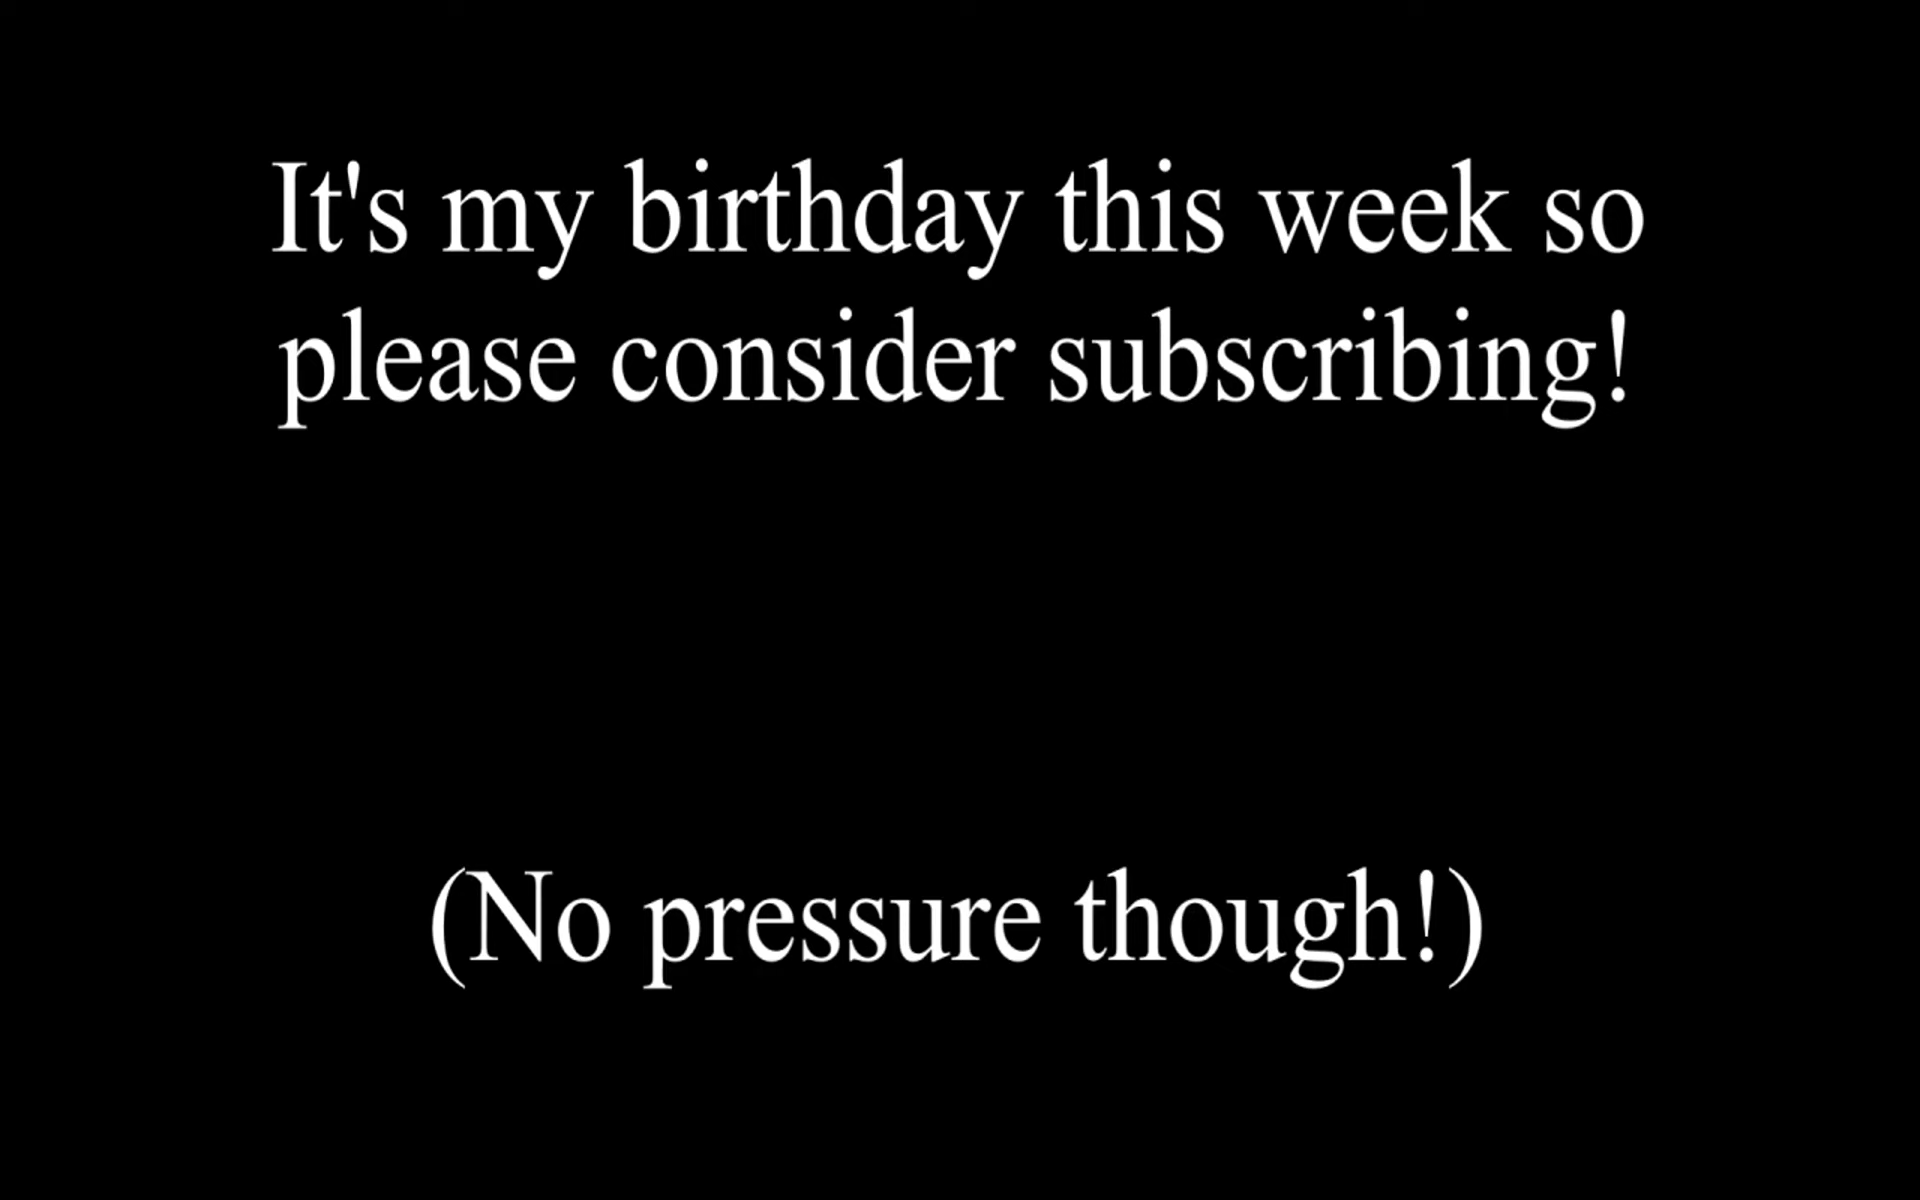 It's my birthday this week so
please consider subscribing!
(No pressure though!)